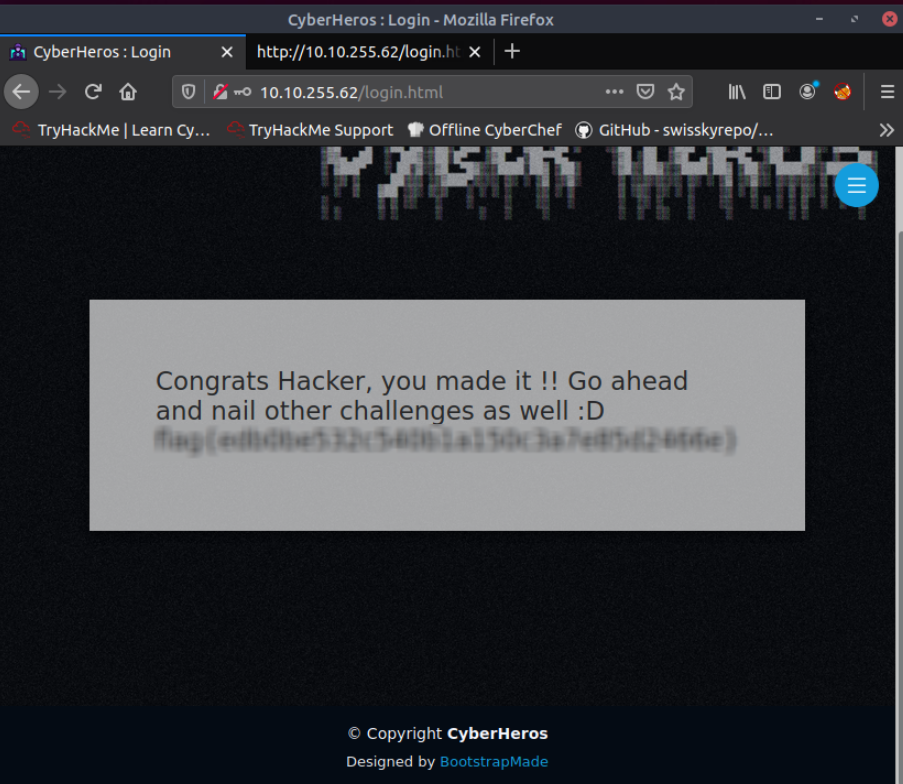 CyberHeros : Login - Mozilla Firefox
CyberHeros : Login
http://10.10.255.62/login.ht
10.10.255.62/login.html
TryHackMe | Learn Cy…
TryHackMe Support
Offline CyberChef
GitHub - swisskyrepo/…
Congrats Hacker, you made it !! Go ahead
and nail other challenges as well :D
© Copyright CyberHeros
Designed by BootstrapMade